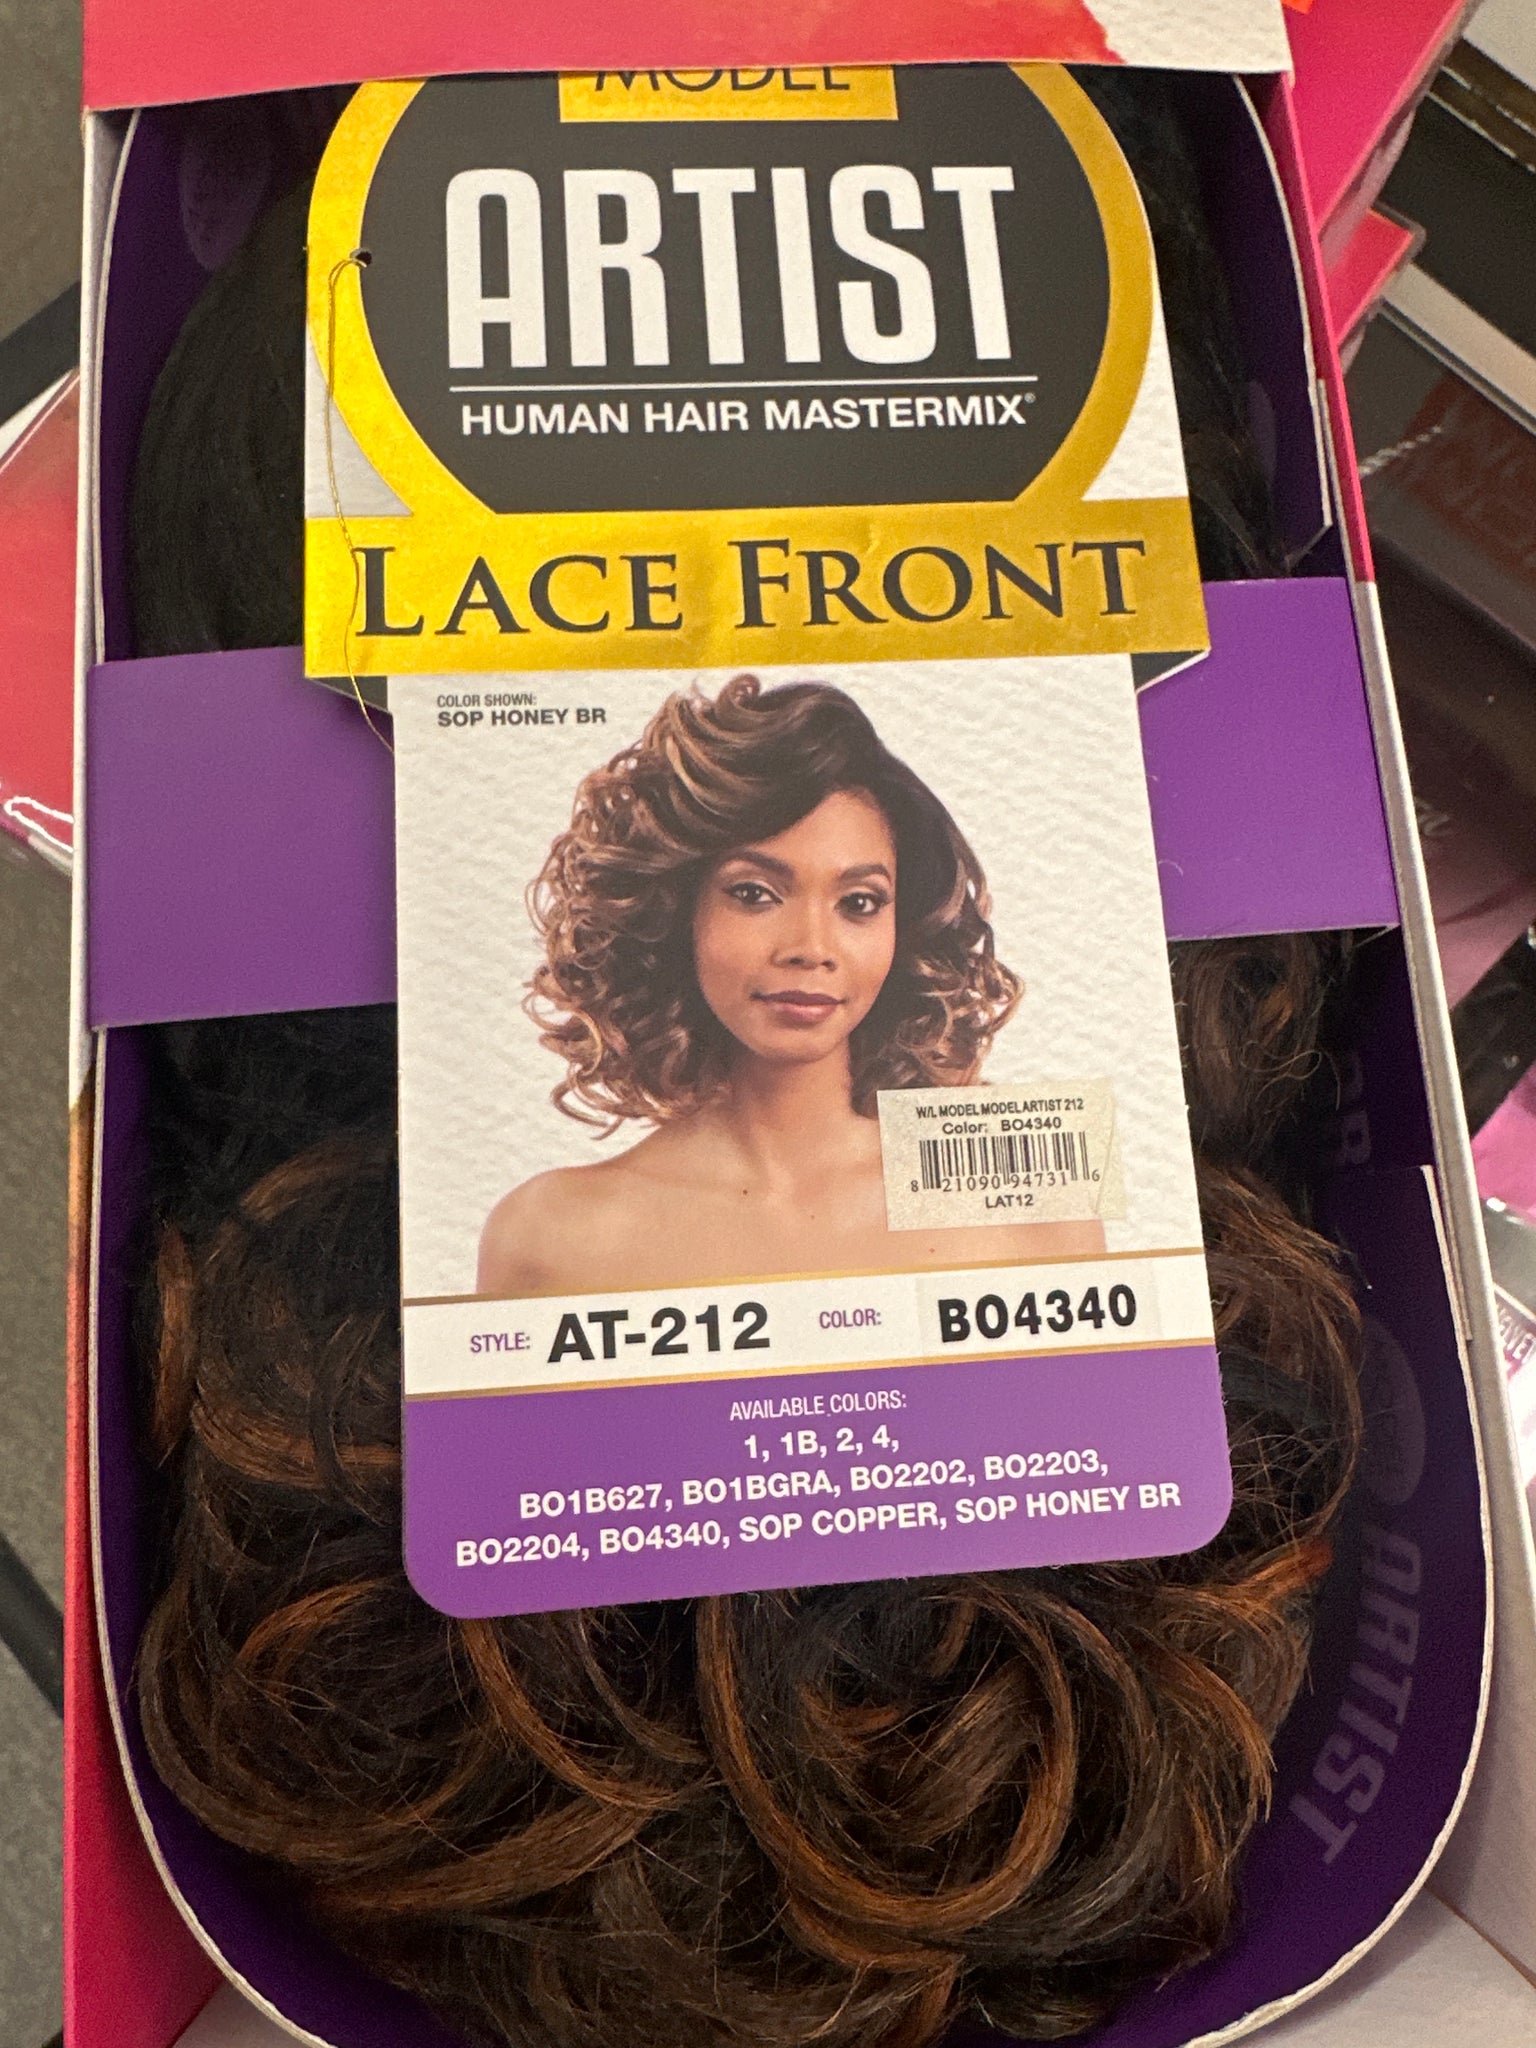 MODEL
ARTIST
HUMAN HAIR MASTERMIX®
LACE FRONT
COLOR SHOWN:
SOP HONEY BR
W/L MODEL MODEL ARTIST 212
Color: BO4340
8 21090 94731 6
LAT12
STYLE: AT-212 COLOR: BO4340
AVAILABLE COLORS:
1, 1B, 2, 4,
BO1B627, BO1BGRA, BO2202, BO2203,
BO2204, BO4340, SOP COPPER, SOP HONEY BR
ARTIST